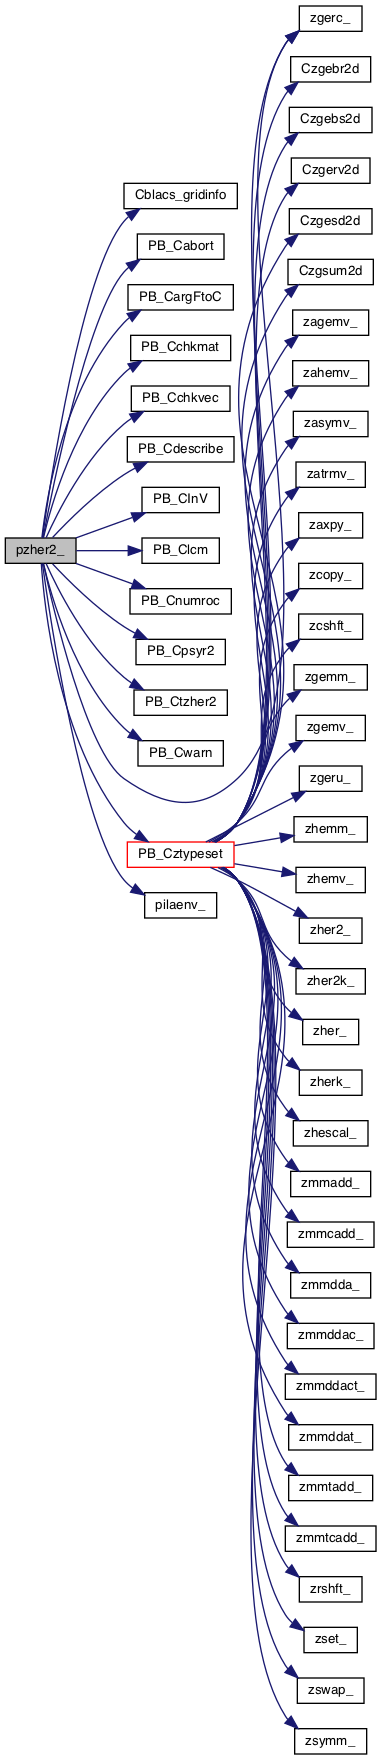 zgerc_
Czgebr2d
Czgebs2d
Czgerv2d
Cblacs_gridinfo
Czgesd2d
PB_Cabort
Czgsum2d
PB_CargFtoC
zagemv_
PB_Cchkmat
zahemv_
PB_Cchkvec
zasymv_
PB_Cdescribe
zatrmv_
PB_CInV
zaxpy_
pzher2_
PB_Clcm
zcopy_
PB_Cnumroc
zcshft_
PB_Cpsyr2
zgemm_
PB_Ctzher2
zgemv_
PB_Cwarn
zgeru_
zhemm_
PB_Cztypeset
zhemv_
pilaenv_
zher2_
zher2k_
zher_
zherk_
zhescal_
zmmadd_
zmmcadd_
zmmdda_
zmmddac_
zmmddact_
zmmddat_
zmmtadd_
zmmtcadd_
zrshft_
zset_
zswap_
zsymm_